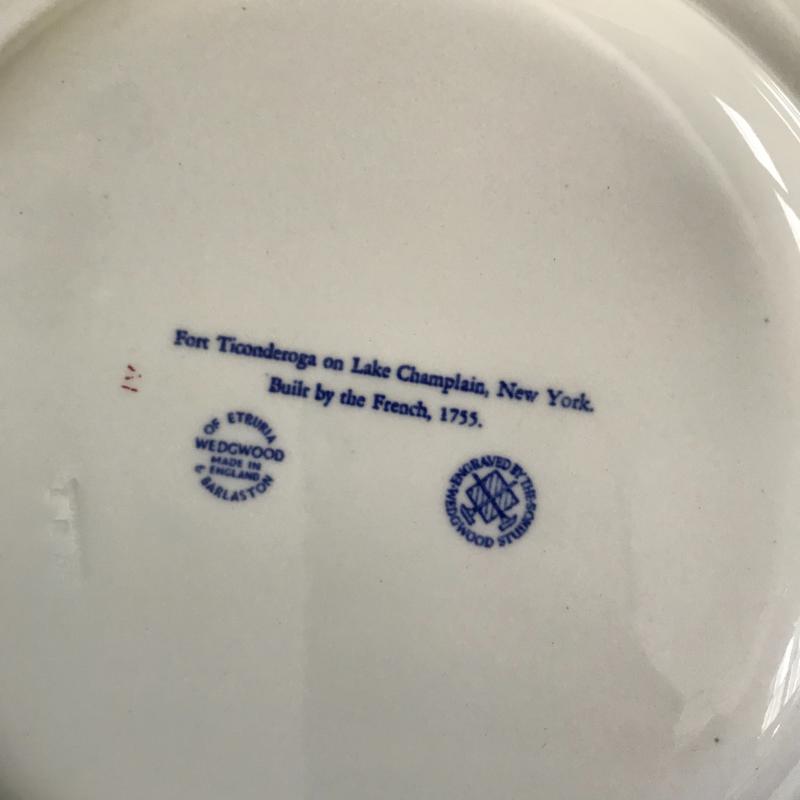 Fort Ticonderoga on Lake Champlain, New York.
Built by the French, 1755.
OF ETRURIA
WEDGWOOD
MADE IN
ENGLAND
& BARLASTON
ENGRAVED BY THE
WEDGWOOD STUDIOS